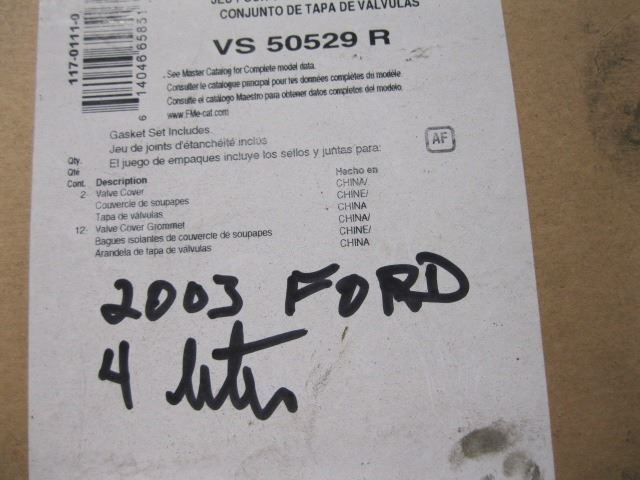 CONJUNTO DE TAPA DE VALVULAS
VS 50529 R
117-0111-0
See Master Catalog for Complete model data.
Consulter le catalogue principal pour les données complètes du modèle.
Consulte el catálogo Maestro para obtener datos completos del modelo.
www.FMe-cat.com
Gasket Set Includes.
Jeu de joints d'étanchéité inclus
El juego de empaques incluye los sellos y juntas para:
AF
Qty.
Qté
Cant. Description Hecho en
2 Valve Cover CHINA/
Couvercle de soupapes CHINE/
Tapa de válvulas CHINA
12 Valve Cover Grommet CHINA/
Bagues isolantes de couvercle de soupapes CHINE/
Arandela de tapa de válvulas CHINA
2003 FORD
4 liter